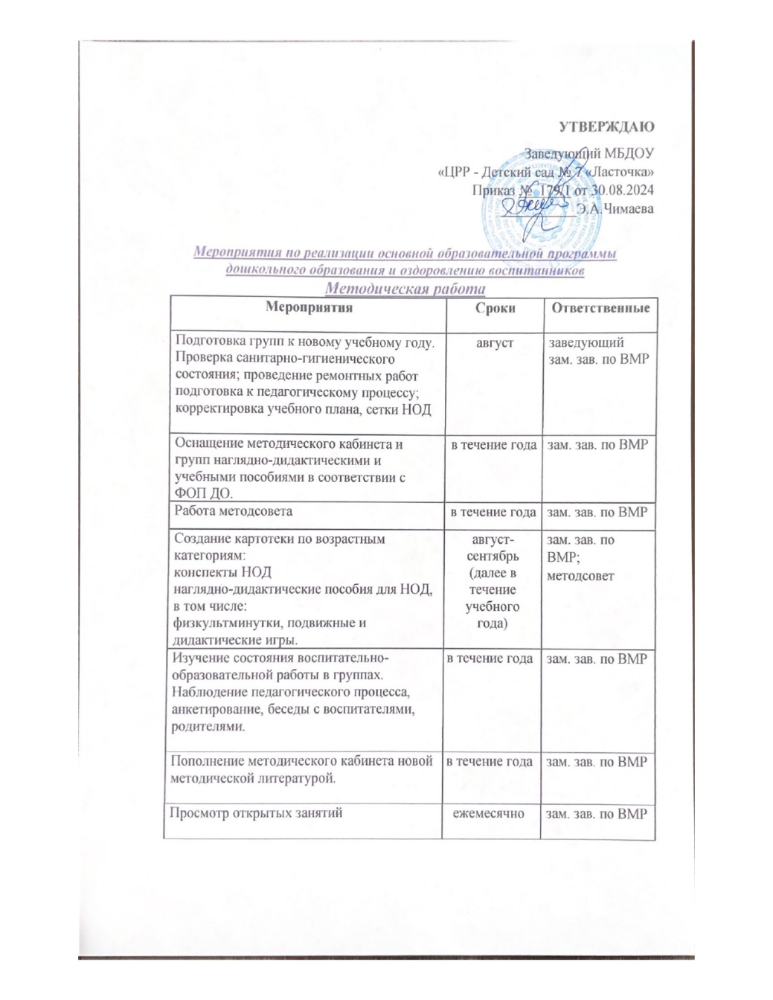 УТВЕРЖДАЮ
Заведующий МБДОУ
«ЦРР - Детский сад № 7 «Ласточка»
Приказ № 179/1 от 30.08.2024
Э.А.Чимаева
Мероприятия по реализации основной образовательной программы
дошкольного образования и оздоровлению воспитанников
Методическая работа
Мероприятия Сроки Ответственные
Подготовка групп к новому учебному году. август заведующий
Проверка санитарно-гигиенического зам. зав. по ВМР
состояния; проведение ремонтных работ
подготовка к педагогическому процессу;
корректировка учебного плана, сетки НОД
Оснащение методического кабинета и в течение года зам. зав. по ВМР
групп наглядно-дидактическими и
учебными пособиями в соответствии с
ФОП ДО.
Работа методсовета в течение года зам. зав. по ВМР
Создание картотеки по возрастным август- зам. зав. по
категориям: сентябрь ВМР;
конспекты НОД (далее в методсовет
наглядно-дидактические пособия для НОД, течение
в том числе: учебного
физкультминутки, подвижные и года)
дидактические игры.
Изучение состояния воспитательно- в течение года зам. зав. по ВМР
образовательной работы в группах.
Наблюдение педагогического процесса,
анкетирование, беседы с воспитателями,
родителями.
Пополнение методического кабинета новой в течение года зам. зав. по ВМР
методической литературой.
Просмотр открытых занятий ежемесячно зам. зав. по ВМР